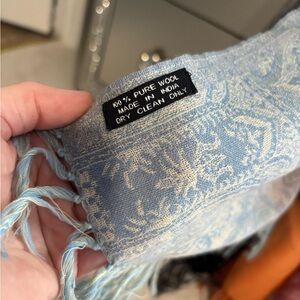 100 % PURE WOOL
MADE IN INDIA
DRY CLEAN ONLY